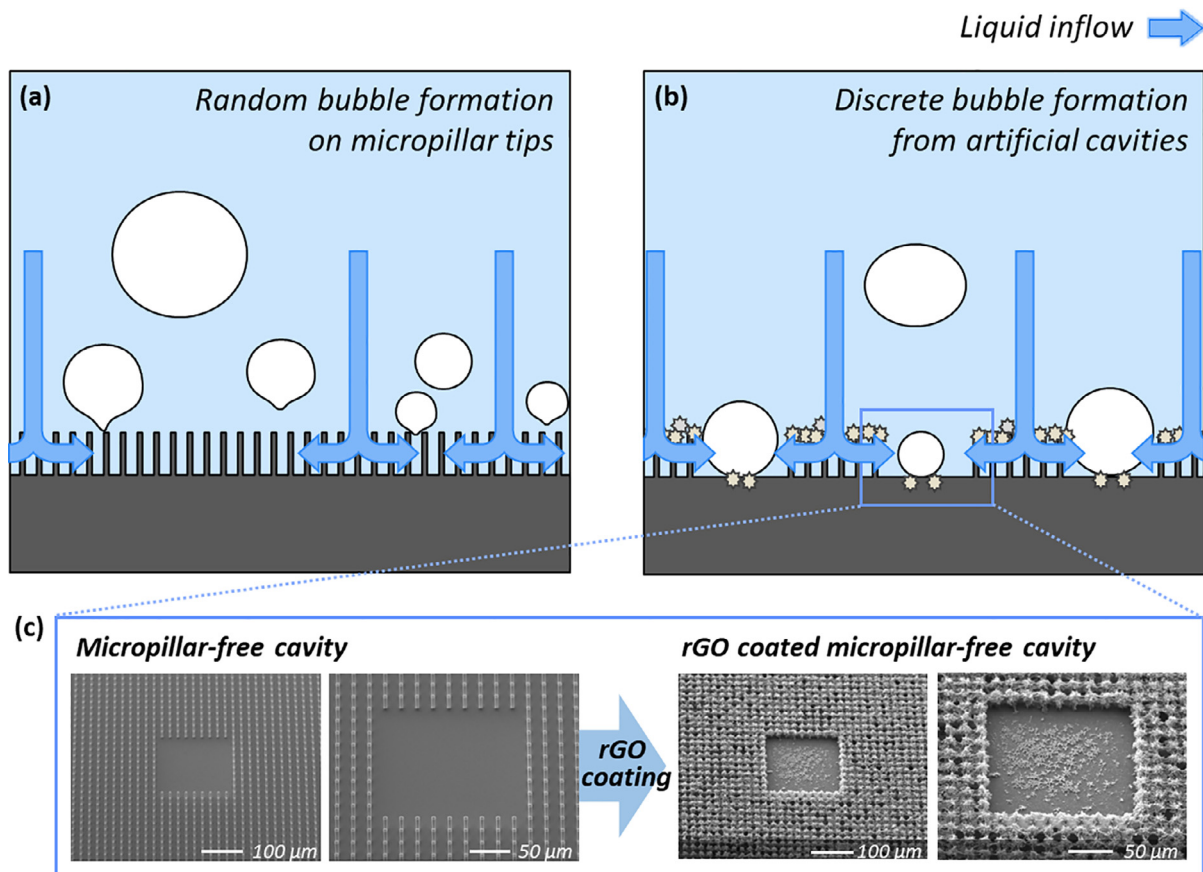 Liquid inflow
(a)
Random bubble formation
on micropillar tips
(b)
Discrete bubble formation
from artificial cavities
(c)
Micropillar-free cavity
rGO coated micropillar-free cavity
100 μm
50 μm
rGO
coating
100 μm
50 μm